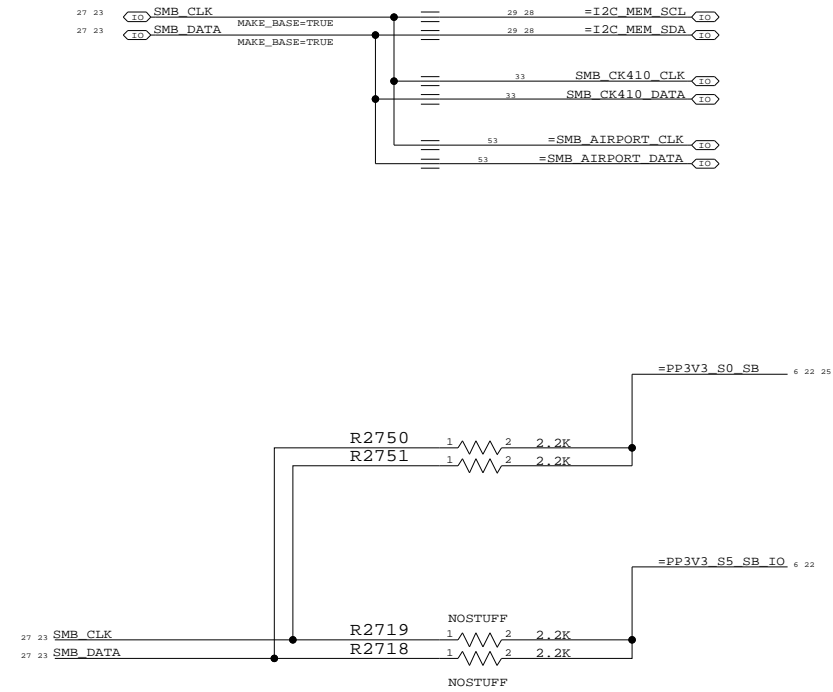 27 23 IO SMB_CLK 29 28 =I2C_MEM_SCL IO
MAKE_BASE=TRUE
27 23 IO SMB_DATA 29 28 =I2C_MEM_SDA IO
MAKE_BASE=TRUE
33 SMB_CK410_CLK IO
33 SMB_CK410_DATA IO
53 =SMB_AIRPORT_CLK IO
53 =SMB_AIRPORT_DATA IO
=PP3V3_S0_SB 6 22 25
R2750 1 2 2.2K
R2751 1 2 2.2K
=PP3V3_S5_SB_IO 6 22
NOSTUFF
27 23 SMB_CLK R2719 1 2 2.2K
27 23 SMB_DATA R2718 1 2 2.2K
NOSTUFF